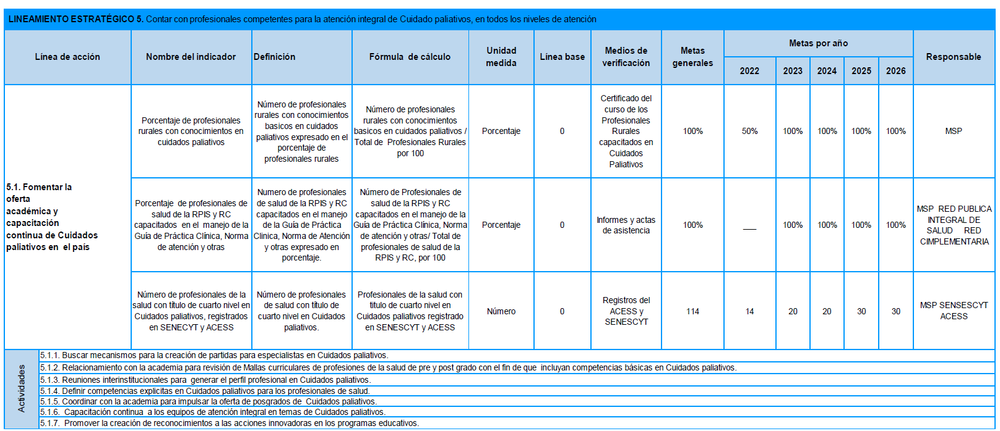 LINEAMIENTO ESTRATÉGICO 5. Contar con profesionales competentes para la atención integral de Cuidado paliativos, en todos los niveles de atención
Línea de acción
Nombre del indicador
Definición
Fórmula de cálculo
Unidad
medida
Línea base
Medios de
verificación
Metas
generales
Metas por año
2022
2023
2024
2025
2026
Responsable
5.1. Fomentar la
oferta
académica y
capacitación
continua de Cuidados
paliativos en el país
Porcentaje de profesionales
rurales con conocimientos en
cuidados paliativos
Número de profesionales
rurales con conocimientos
basicos en cuidados
paliativos expresado en el
porcentaje de
profesionales rurales
Número de profesionales
rurales con conocimientos
basicos en cuidados paliativos /
Total de Profesionales Rurales
por 100
Porcentaje
0
Certificado del
curso de los
Profesionales
Rurales
capacitados en
Cuidados
Paliativos
100%
50%
100%
100%
100%
100%
MSP
Porcentaje de profesionales de
salud de la RPIS y RC
capacitados en el manejo de la
Guía de Práctica Clínica, Norma
de atención y otras
Numero de profesionales
de salud de la RPIS y RC
capacitados en el manejo
de la Guía de Práctica
Clinica, Norma de Atención
y otras expresado en
porcentaje.
Número de Profesionales de
salud de la RPIS y RC
capacitados en el manejo de la
Guía de Práctica Clínica, Norma
de atención y otras/ Total de
profesionales de salud de la
RPIS y RC, por 100
Porcentaje
0
Informes y actas
de asistencia
100%
___
100%
100%
100%
100%
MSP RED PUBLICA
INTEGRAL DE
SALUD RED
CIMPLEMENTARIA
Número de profesionales de la
salud con título de cuarto nivel en
Cuidados paliativos, registrados
en SENECYT y ACESS
Número de profesionales
de salud con título de
cuarto nivel en Cuidados
paliativos.
Profesionales de la salud con
titulo de cuarto nivel en
Cuidados paliativos registrado
en SENESCYT y ACESS
Número
0
Registros del
ACESS y
SENESCYT
114
14
20
20
30
30
MSP SENSESCYT
ACESS
Actividades
5.1.1. Buscar mecanismos para la creación de partidas para especialistas en Cuidados paliativos.
5.1.2. Relacionamiento con la academia para revisión de Mallas curriculares de profesiones de la salud de pre y post grado con el fin de que incluyan competencias básicas en Cuidados paliativos.
5.1.3. Reuniones interinstitucionales para generar el perfil profesional en Cuidados paliativos.
5.1.4. Definir competencias explicitas en Cuidados paliativos para los profesionales de salud.
5.1.5. Coordinar con la academia para impulsar la oferta de posgrados de Cuidados paliativos.
5.1.6. Capacitación continua a los equipos de atención integral en temas de Cuidados paliativos.
5.1.7. Promover la creación de reconocimientos a las acciones innovadoras en los programas educativos.